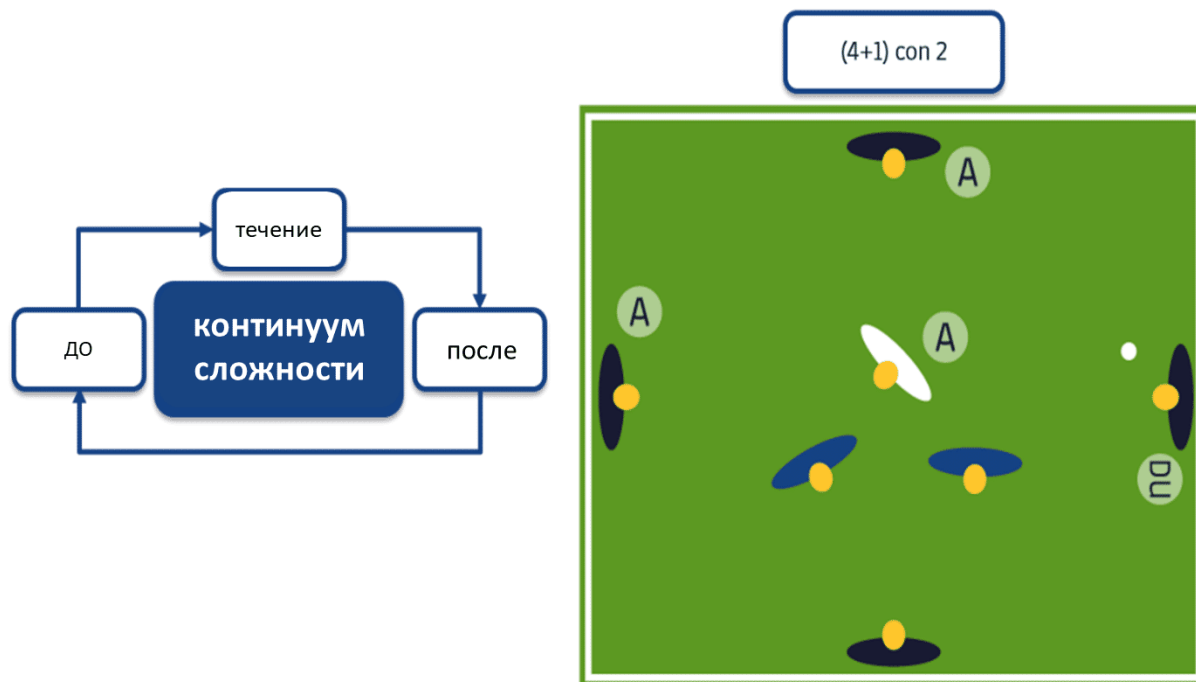 (4+1) con 2
течение
континуум
сложности
до
после
A
A
A
DU